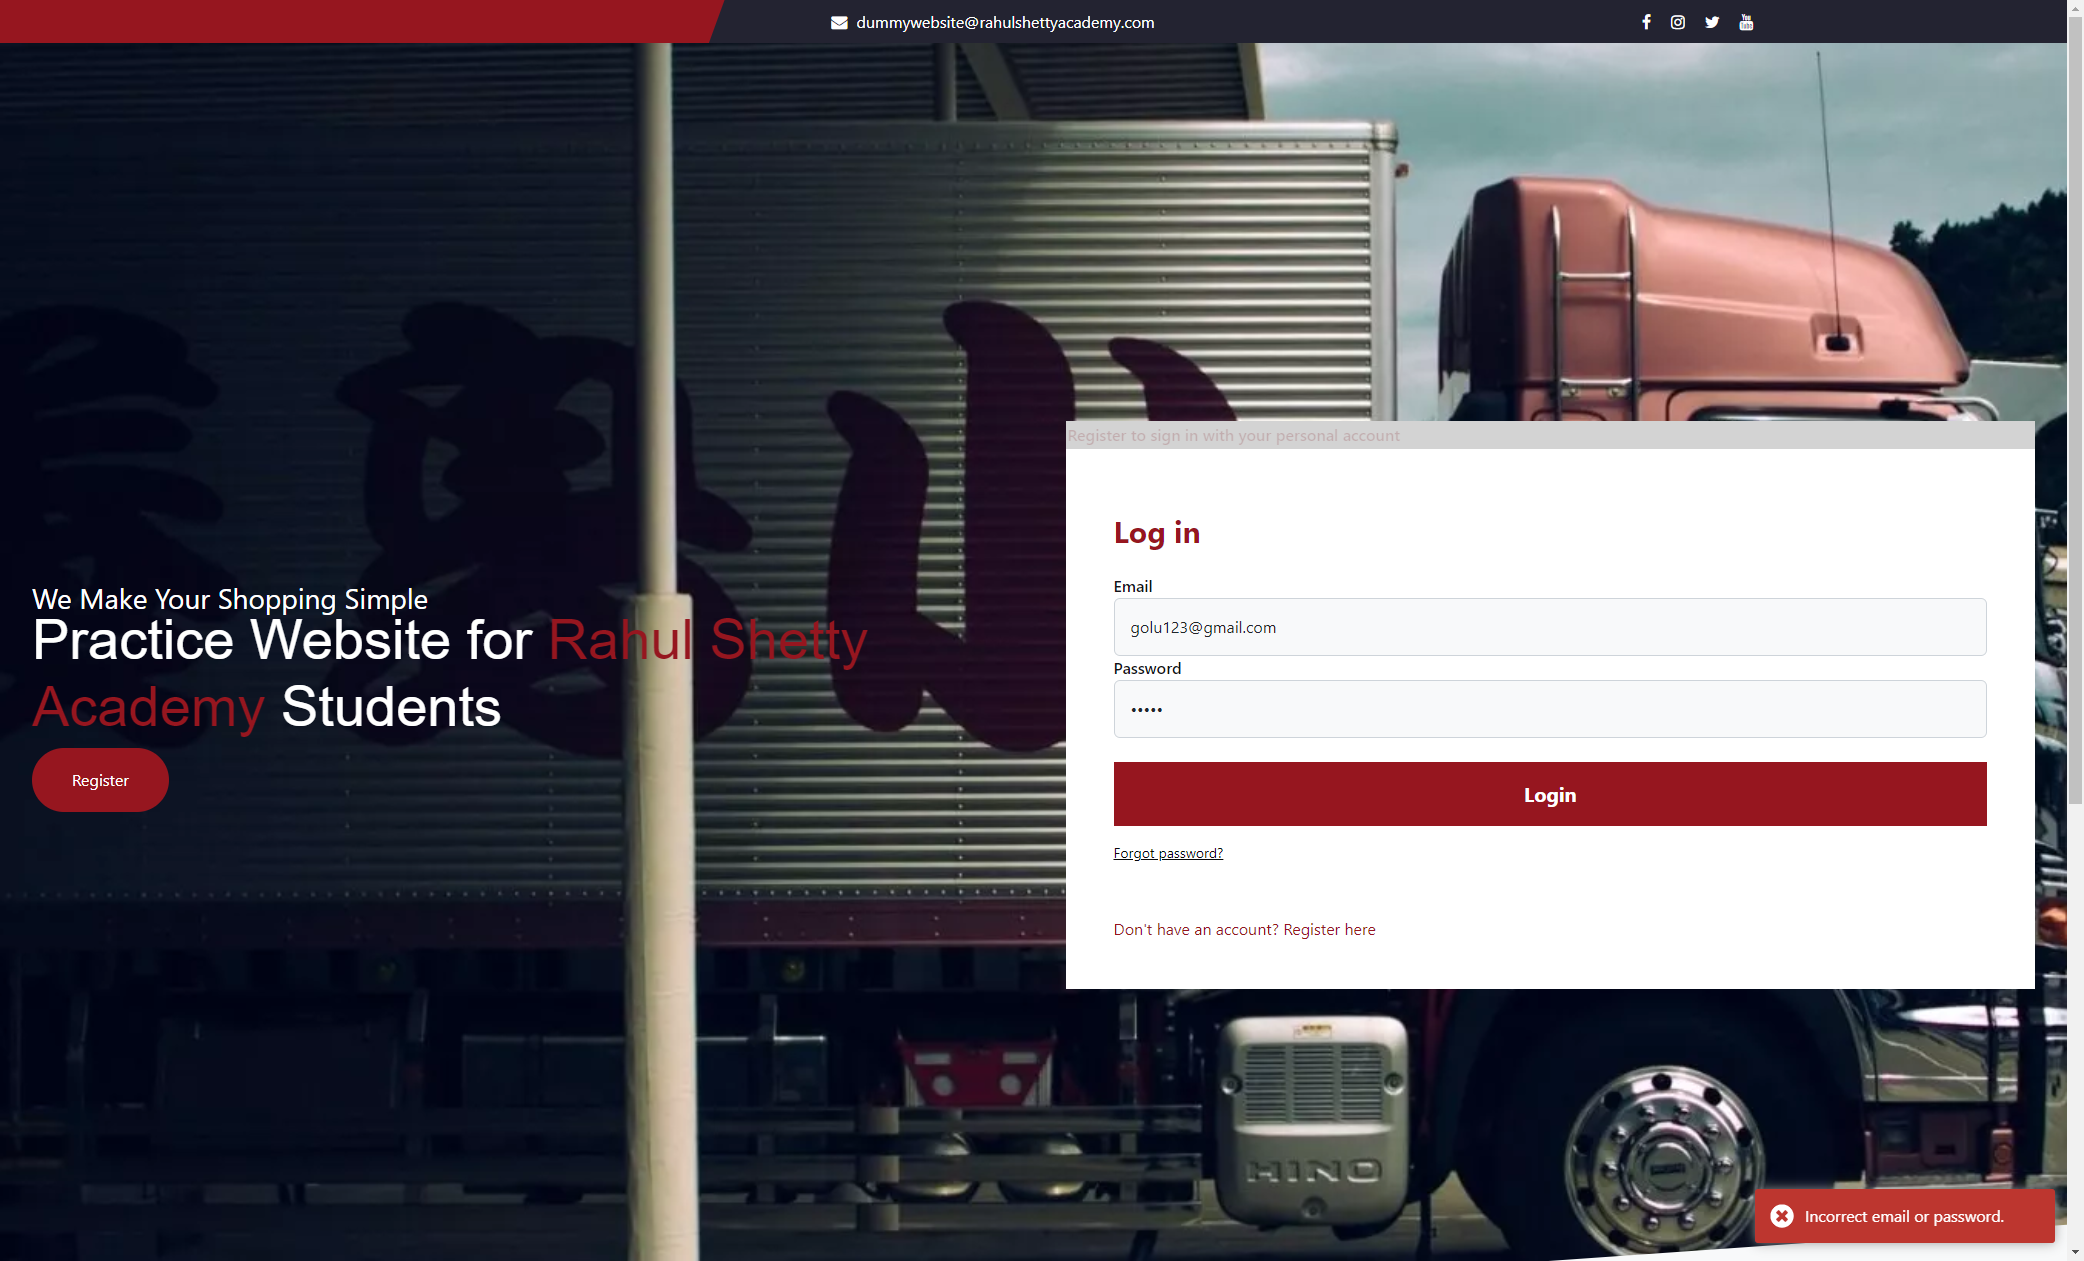 dummywebsite@rahulshettyacademy.com
We Make Your Shopping Simple
Practice Website for Rahul Shetty
Academy Students
Register
Register to sign in with your personal account
Log in
Email
golu123@gmail.com
Password
•••••
Login
Forgot password?
Don't have an account? Register here
HINO
Incorrect email or password.